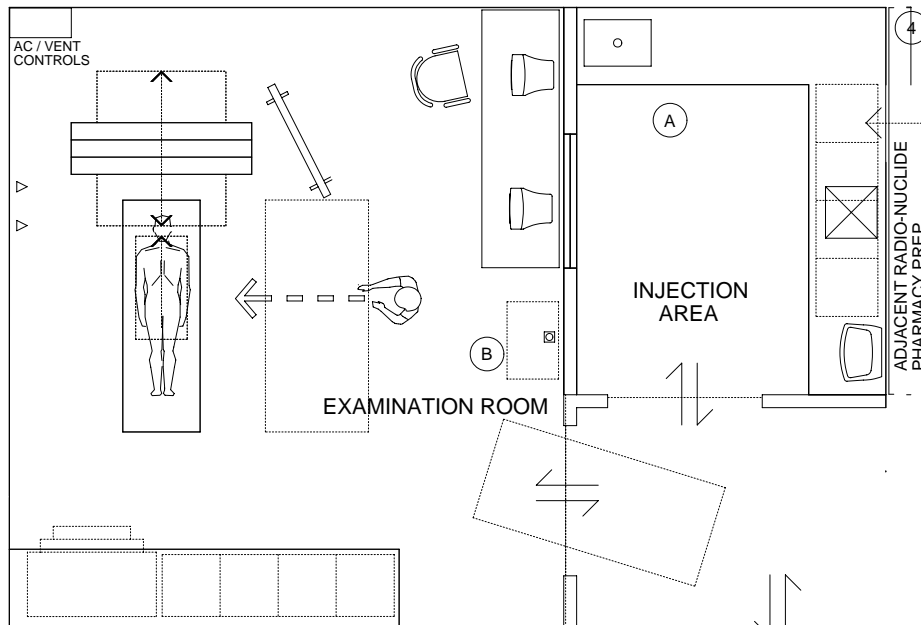 AC / VENT
CONTROLS
4
A
ADJACENT RADIO-NUCLIDE
PHARMACY PREP
INJECTION
AREA
B
EXAMINATION ROOM